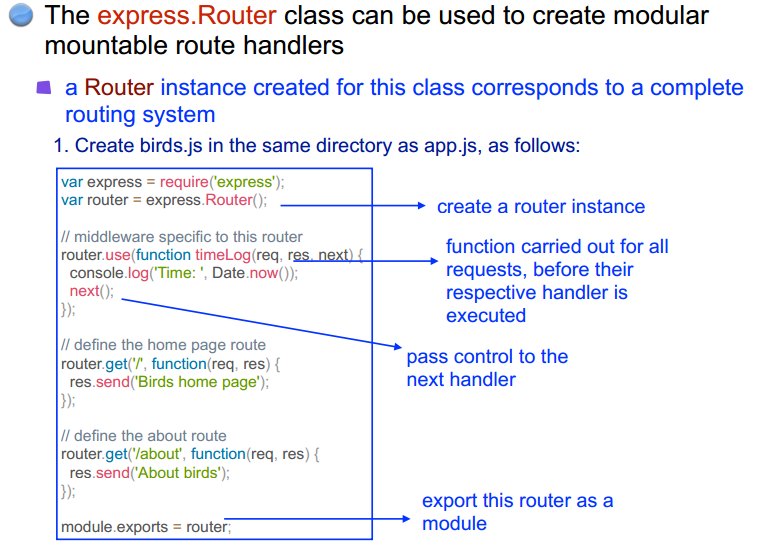 The express.Router class can be used to create modular
mountable route handlers
a Router instance created for this class corresponds to a complete
routing system
1. Create birds.js in the same directory as app.js, as follows:
var express = require('express');
var router = express.Router();
create a router instance
// middleware specific to this router
router.use(function timeLog(req, res, next) {
console.log('Time: ', Date.now());
next();
});
function carried out for all
requests, before their
respective handler is
executed
// define the home page route
router.get('/', function(req, res) {
res.send('Birds home page');
});
pass control to the
next handler
// define the about route
router.get('/about', function(req, res) {
res.send('About birds');
});
module.exports = router;
export this router as a
module